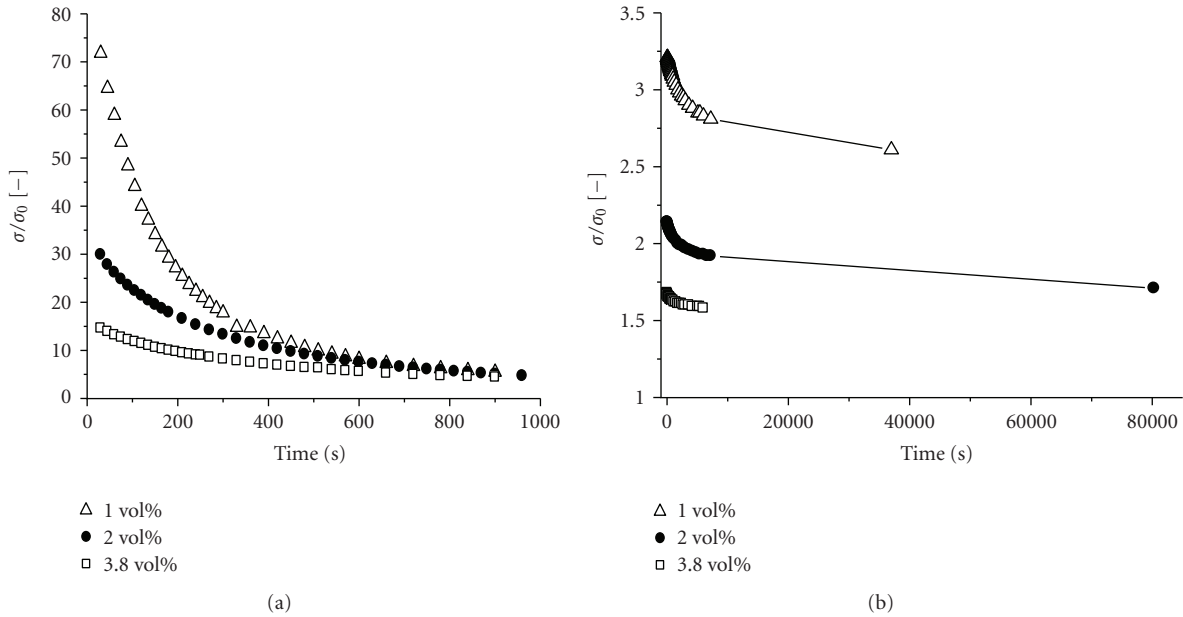 80
70
60
50
40
30
20
10
0
σ/σ0 [−]
0 200 400 600 800 1000
Time (s)
1 vol%
2 vol%
3.8 vol%
(a)
3.5
3
2.5
2
1.5
1
σ/σ0 [−]
0 20000 40000 60000 80000
Time (s)
1 vol%
2 vol%
3.8 vol%
(b)